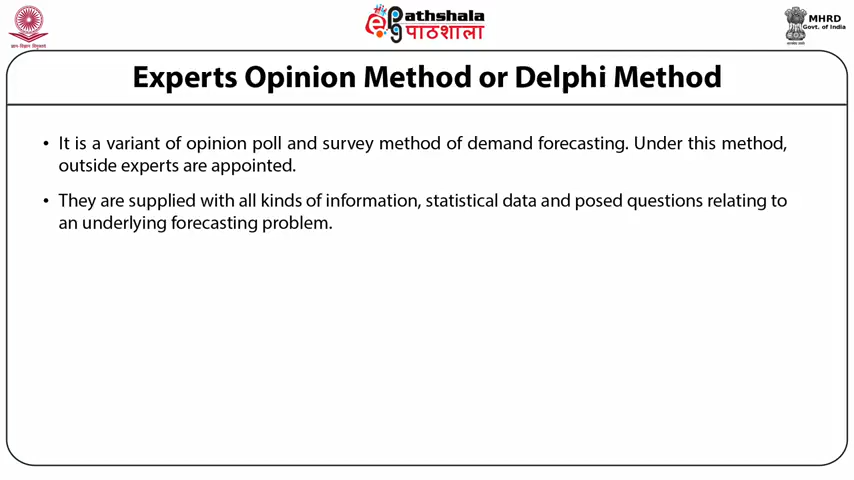 ePathshala
पाठशाला
MHRD
Govt. of India
Experts Opinion Method or Delphi Method
• It is a variant of opinion poll and survey method of demand forecasting. Under this method,
outside experts are appointed.
• They are supplied with all kinds of information, statistical data and posed questions relating to
an underlying forecasting problem.